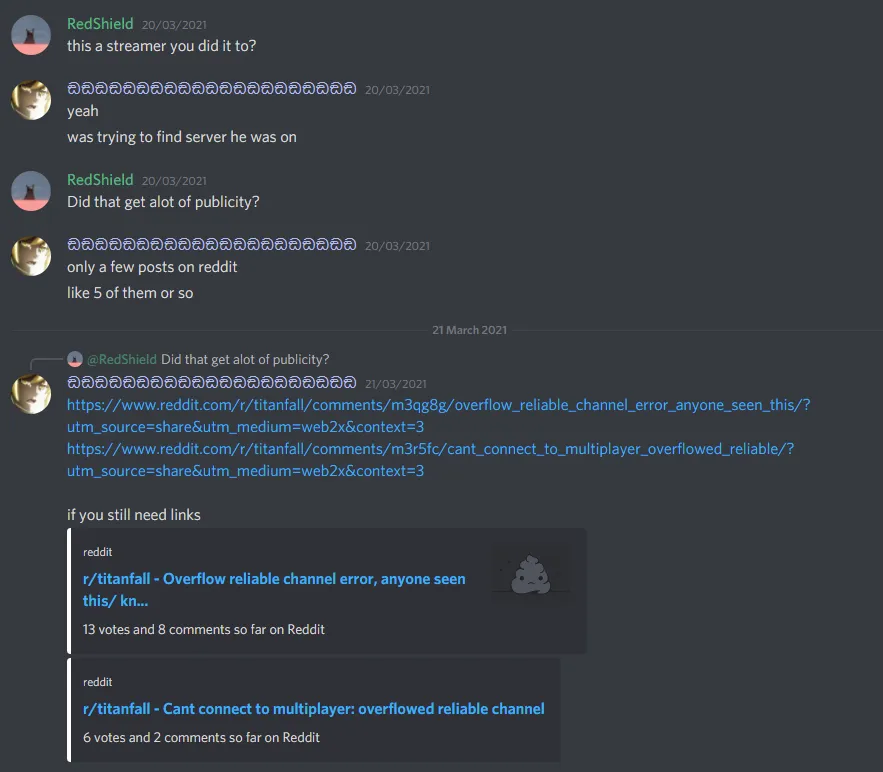 RedShield 20/03/2021
this a streamer you did it to?
20/03/2021
yeah
was trying to find server he was on
RedShield 20/03/2021
Did that get alot of publicity?
20/03/2021
only a few posts on reddit
like 5 of them or so
21 March 2021
@RedShield Did that get alot of publicity?
21/03/2021
https://www.reddit.com/r/titanfall/comments/m3qg8g/overflow_reliable_channel_error_anyone_seen_this/?
utm_source=share&utm_medium=web2x&context=3
https://www.reddit.com/r/titanfall/comments/m3r5fc/cant_connect_to_multiplayer_overflowed_reliable/?
utm_source=share&utm_medium=web2x&context=3
if you still need links
reddit
r/titanfall - Overflow reliable channel error, anyone seen
this/ kn...
13 votes and 8 comments so far on Reddit
reddit
r/titanfall - Cant connect to multiplayer: overflowed reliable channel
6 votes and 2 comments so far on Reddit